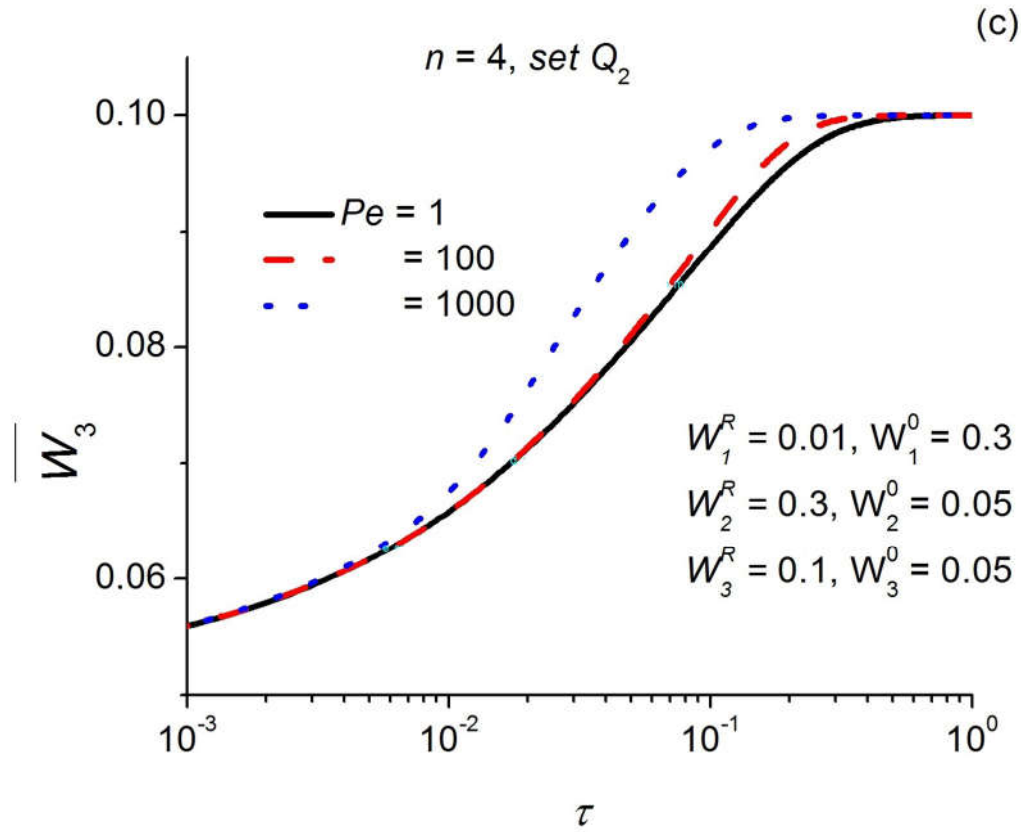 (c)
n = 4, set Q₂
0.10
Pe = 1
= 100
= 1000
0.08
W̅₃
W₁ᴿ = 0.01, W₁⁰ = 0.3
W₂ᴿ = 0.3, W₂⁰ = 0.05
W₃ᴿ = 0.1, W₃⁰ = 0.05
0.06
10⁻³ 10⁻² 10⁻¹ 10⁰
τ